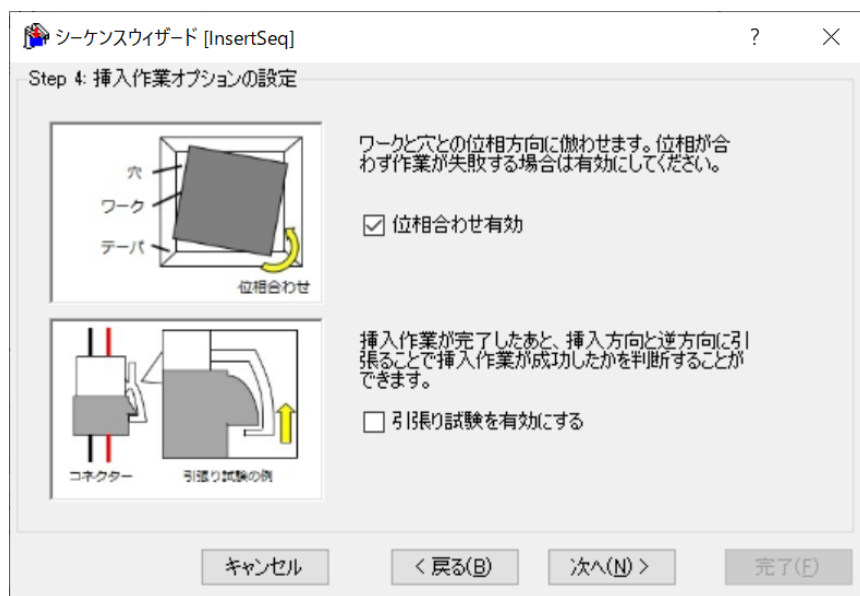 シーケンスウィザード [InsertSeq]
?
Step 4: 挿入作業オプションの設定
穴
ワーク
テーパ
位相合わせ
ワークと穴との位相方向に倣わせます。位相が合
わず作業が失敗する場合は有効にしてください。
位相合わせ有効
コネクター
引張り試験の例
挿入作業が完了したあと、挿入方向と逆方向に引
張ることで挿入作業が成功したかを判断することが
できます。
引張り試験を有効にする
キャンセル
< 戻る(B)
次へ(N) >
完了(F)